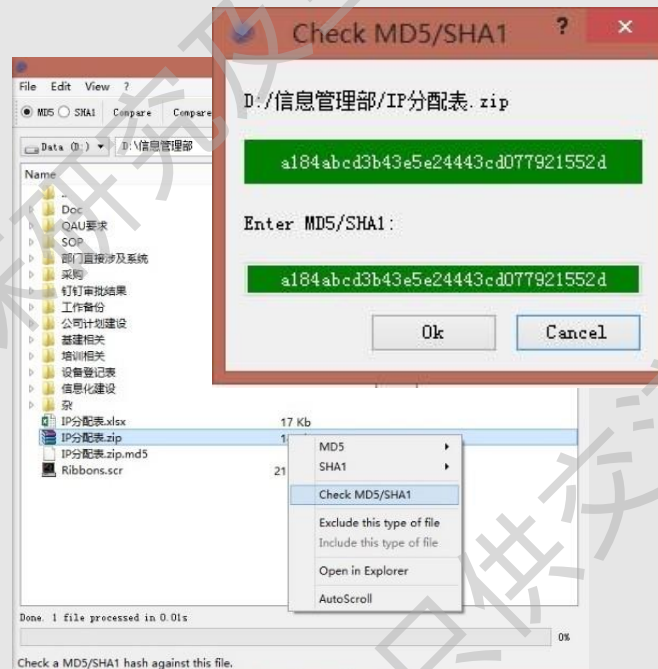 Check MD5/SHA1 ? ×
D:/信息管理部/IP分配表.zip
a184abcd3b43e5e24443cd077921552d
Enter MD5/SHA1:
a184abcd3b43e5e24443cd077921552d
Ok Cancel
File Edit View ?
MD5 SHA1 Compare Compare
Data (D:) D:\信息管理部
Name
..
Doc
QAU要求
SOP
部门直接涉及系统
采购
钉钉审批结果
工作备份
公司计划建设
基建相关
培训相关
设备登记表
信息化建设
杂
IP分配表.xlsx 17 Kb
IP分配表.zip
IP分配表.zip.md5
Ribbons.scr 21
MD5
SHA1
Check MD5/SHA1
Exclude this type of file
Include this type of file
Open in Explorer
AutoScroll
Done. 1 file processed in 0.01s
0%
Check a MD5/SHA1 hash against this file.